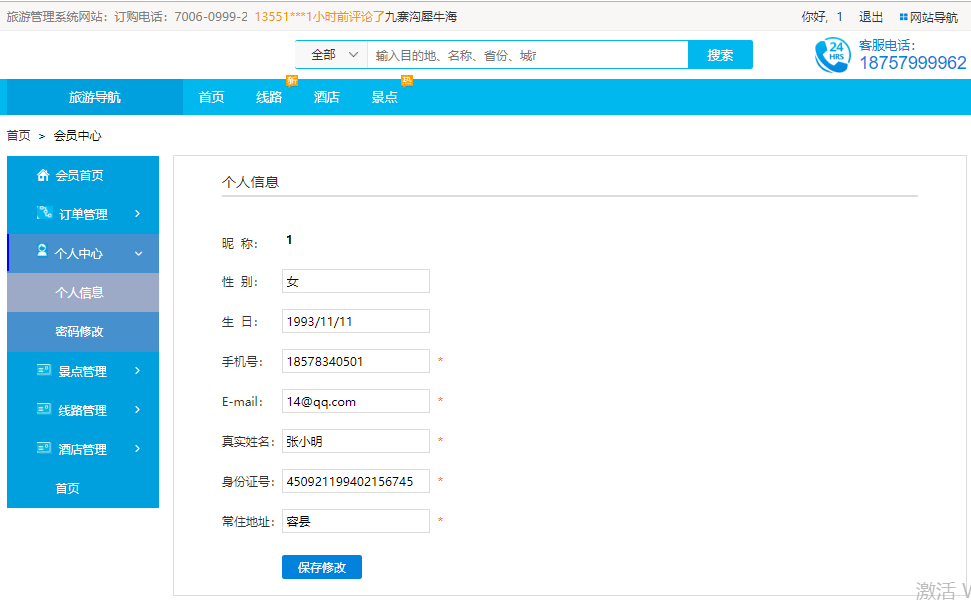 旅游管理系统网站：订购电话：7006-0999-2 13551***1小时前评论了九寨沟犀牛海 你好，1 退出 网站导航
全部 输入目的地、名称、省份、城市 搜索 24 HRS 客服电话： 18757999962
旅游导航 首页 线路 新 酒店 景点
首页 > 会员中心
会员首页
订单管理
个人中心
个人信息
密码修改
景点管理
线路管理
酒店管理
首页
个人信息
昵 称： 1
性 别： 女
生 日： 1993/11/11
手机号： 18578340501 *
E-mail： 14@qq.com *
真实姓名： 张小明 *
身份证号： 450921199402156745 *
常住地址： 容县 *
保存修改
激活 W